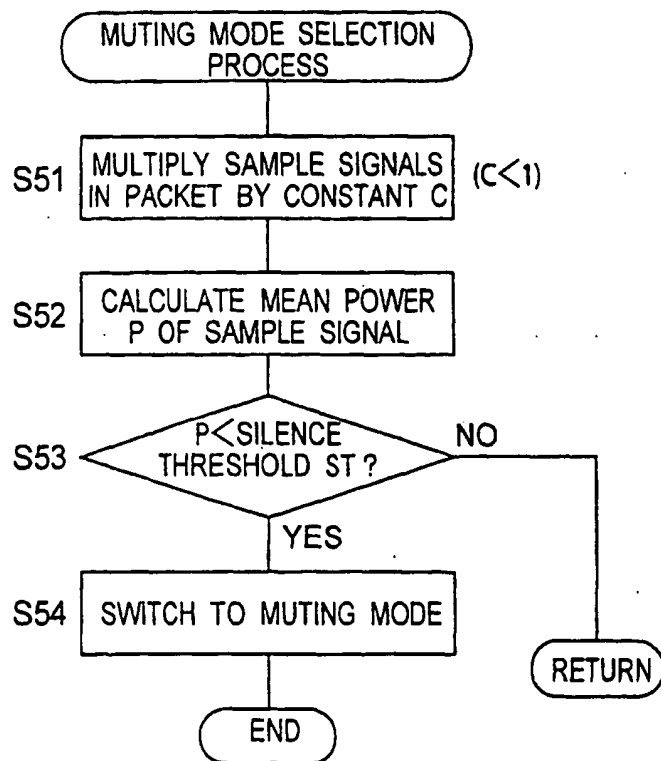 MUTING MODE SELECTION
PROCESS
S51
MULTIPLY SAMPLE SIGNALS
IN PACKET BY CONSTANT C
(C<1)
S52
CALCULATE MEAN POWER
P OF SAMPLE SIGNAL
S53
P<SILENCE
THRESHOLD ST ?
NO
YES
S54
SWITCH TO MUTING MODE
RETURN
END